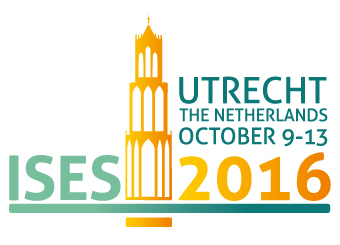 UTRECHT
THE NETHERLANDS
OCTOBER 9-13
ISES 2016